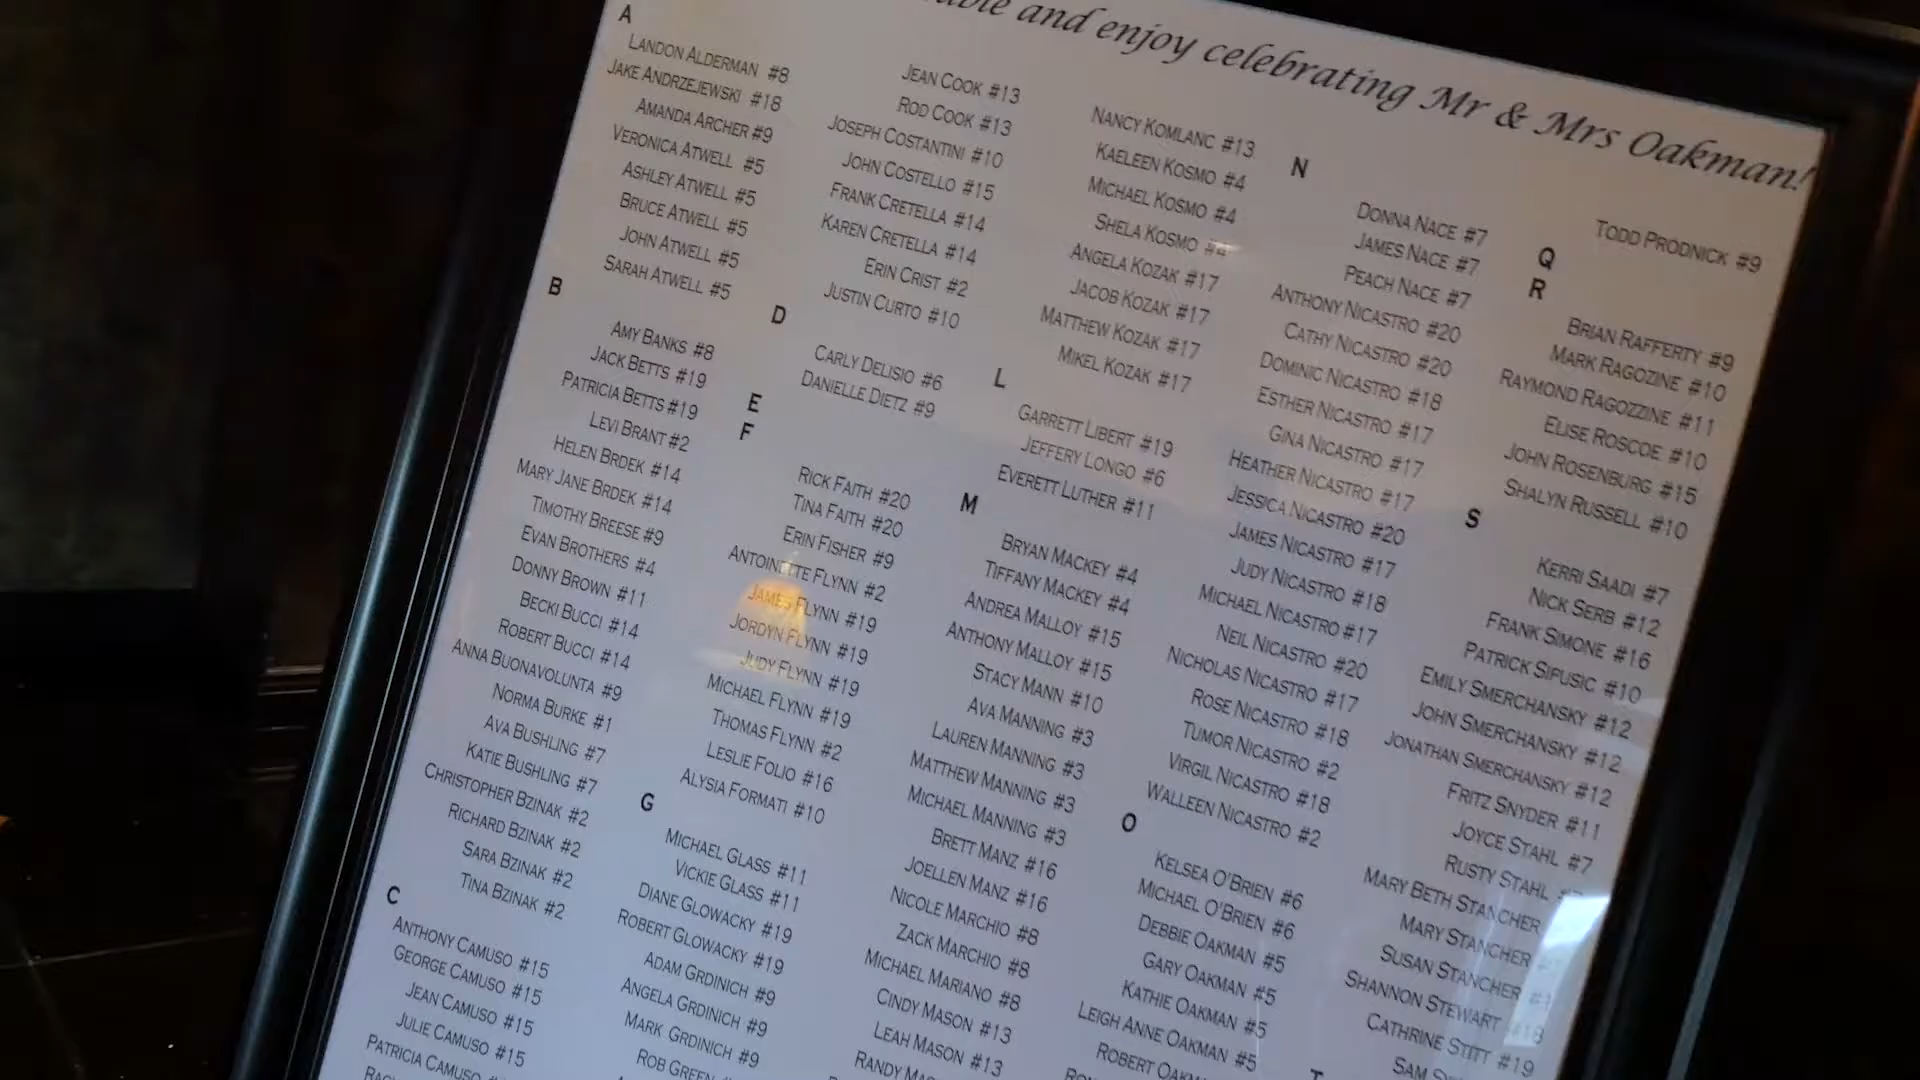 and enjoy celebrating Mr & Mrs Oakman!
A
LANDON ALDERMAN #8
JAKE ANDRZEJEWSKI #18
AMANDA ARCHER #9
VERONICA ATWELL #5
ASHLEY ATWELL #5
BRUCE ATWELL #5
JOHN ATWELL #5
SARAH ATWELL #5
B
AMY BANKS #8
JACK BETTS #19
PATRICIA BETTS #19
LEVI BRANT #2
HELEN BRDEK #14
MARY JANE BRDEK #14
TIMOTHY BREESE #9
EVAN BROTHERS #4
DONNY BROWN #11
BECKI BUCCI #14
ROBERT BUCCI #14
ANNA BUONAVOLUNTA #9
NORMA BURKE #1
AVA BUSHLING #7
KATIE BUSHLING #7
CHRISTOPHER BZINAK #2
RICHARD BZINAK #2
SARA BZINAK #2
TINA BZINAK #2
C
ANTHONY CAMUSO #15
GEORGE CAMUSO #15
JEAN CAMUSO #15
JULIE CAMUSO #15
PATRICIA CAMUSO
JEAN COOK #13
ROD COOK #13
JOSEPH COSTANTINI #10
JOHN COSTELLO #15
FRANK CRETELLA #14
KAREN CRETELLA #14
ERIN CRIST #2
JUSTIN CURTO #10
D
CARLY DELISIO #6
DANIELLE DIETZ #9
E
F
RICK FAITH #20
TINA FAITH #20
ERIN FISHER #9
ANTOINETTE FLYNN #2
JAMES FLYNN #19
JORDYN FLYNN #19
JUDY FLYNN #19
MICHAEL FLYNN #19
THOMAS FLYNN #2
LESLIE FOLIO #16
ALYSIA FORMATI #10
G
MICHAEL GLASS #11
VICKIE GLASS #11
DIANE GLOWACKY #19
ROBERT GLOWACKY #19
ADAM GRDINICH #9
ANGELA GRDINICH #9
MARK GRDINICH #9
ROB GREEN
NANCY KOMLANC #13
KAELEEN KOSMO #4
MICHAEL KOSMO #4
SHELA KOSMO #4
ANGELA KOZAK #17
JACOB KOZAK #17
MATTHEW KOZAK #17
MIKEL KOZAK #17
L
GARRETT LIBERT #19
JEFFERY LONGO #6
EVERETT LUTHER #11
M
BRYAN MACKEY #4
TIFFANY MACKEY #4
ANDREA MALLOY #15
ANTHONY MALLOY #15
STACY MANN #10
AVA MANNING #3
LAUREN MANNING #3
MATTHEW MANNING #3
MICHAEL MANNING #3
BRETT MANZ #16
JOELLEN MANZ #16
NICOLE MARCHIO #8
ZACK MARCHIO #8
MICHAEL MARIANO #8
CINDY MASON #13
LEAH MASON #13
RANDY
N
DONNA NACE #7
JAMES NACE #7
PEACH NACE #7
ANTHONY NICASTRO #20
CATHY NICASTRO #20
DOMINIC NICASTRO #18
ESTHER NICASTRO #17
GINA NICASTRO #17
HEATHER NICASTRO #17
JESSICA NICASTRO #20
JAMES NICASTRO #17
JUDY NICASTRO #18
MICHAEL NICASTRO #17
NEIL NICASTRO #20
NICHOLAS NICASTRO #17
ROSE NICASTRO #18
TUMOR NICASTRO #2
VIRGIL NICASTRO #18
WALLEEN NICASTRO #2
O
KELSEA O'BRIEN #6
MICHAEL O'BRIEN #6
DEBBIE OAKMAN #5
GARY OAKMAN #5
KATHIE OAKMAN #5
LEIGH ANNE OAKMAN #5
ROBERT
TODD PRODNICK #9
Q
R
BRIAN RAFFERTY #9
MARK RAGOZINE #10
RAYMOND RAGOZZINE #11
ELISE ROSCOE #10
JOHN ROSENBURG #15
SHALYN RUSSELL #10
S
KERRI SAADI #7
NICK SERB #12
FRANK SIMONE #16
PATRICK SIFUSIC #10
EMILY SMERCHANSKY #12
JOHN SMERCHANSKY #12
JONATHAN SMERCHANSKY #12
FRITZ SNYDER #11
JOYCE STAHL #7
RUSTY STAHL
MARY BETH STANCHER
MARY STANCHER
SUSAN STANCHER
SHANNON STEWART #18
CATHRINE STITT #19
SAM